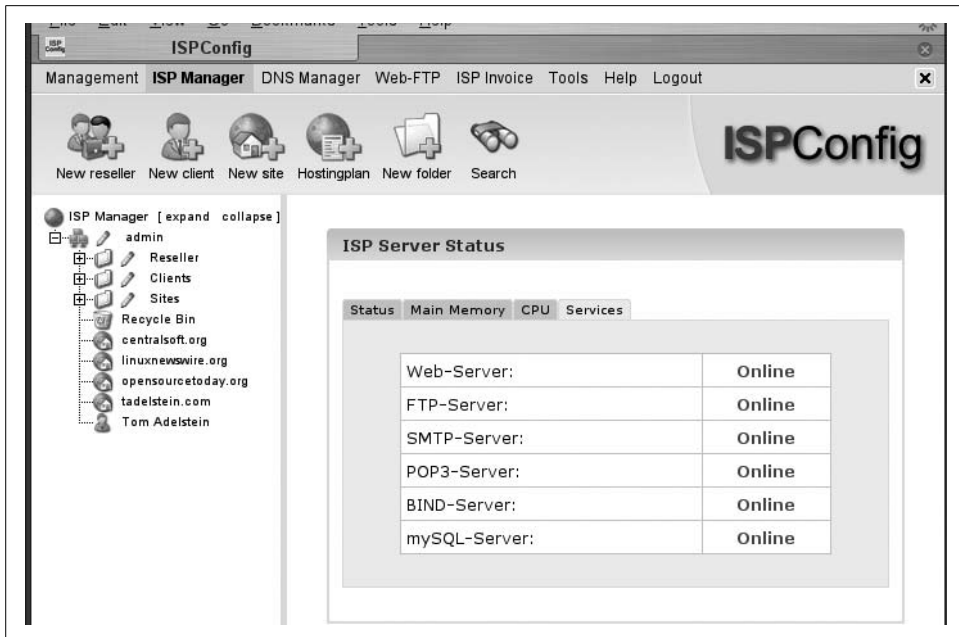 ISPConfig
Management ISP Manager DNS Manager Web-FTP ISP Invoice Tools Help Logout
New reseller New client New site Hostingplan New folder Search
ISPConfig
ISP Manager [expand collapse]
admin
Reseller
Clients
Sites
Recycle Bin
centralsoft.org
linuxnewswire.org
opensourcetoday.org
tadelstein.com
Tom Adelstein
ISP Server Status
Status Main Memory CPU Services
Web-Server: Online
FTP-Server: Online
SMTP-Server: Online
POP3-Server: Online
BIND-Server: Online
mySQL-Server: Online